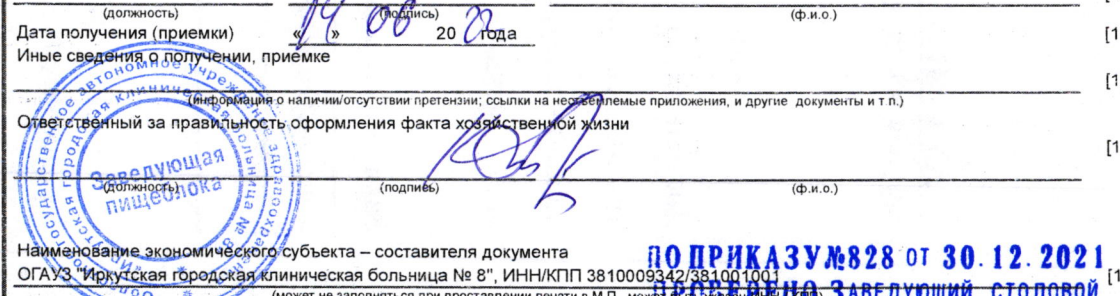 (должность) (подпись) (ф.и.о.)
Дата получения (приемки) «14» 06 20 22 года
Иные сведения о получении, приемке
(информация о наличии/отсутствии претензии; ссылки на неотъемлемые приложения, и другие документы и т п.)
Ответственный за правильность оформления факта хозяйственной жизни
[1
(должность) (подпись) (ф.и.о.)
Заведующая
пищеблока
Наименование экономического субъекта – составителя документа
ПО ПРИКАЗУ №828 от 30.12.2021
ОГАУЗ "Иркутская городская клиническая больница № 8", ИНН/КПП 3810009342/381001001
ПРОВЕРЕНО ЗАВЕДУЮЩИЙ СТОЛОВОЙ